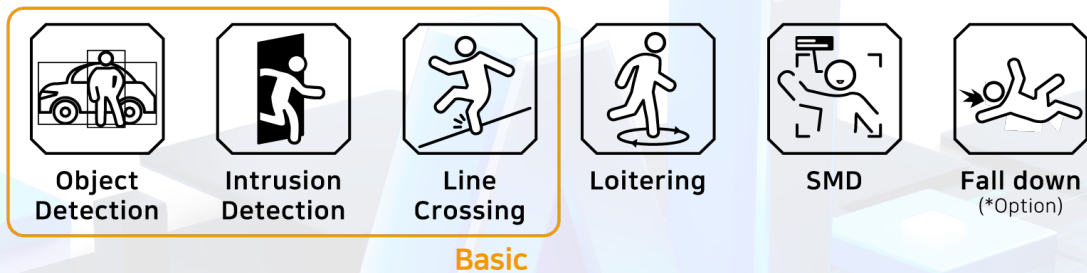 Object
Detection
Intrusion
Detection
Line
Crossing
Loitering
SMD
Fall down
(*Option)
Basic